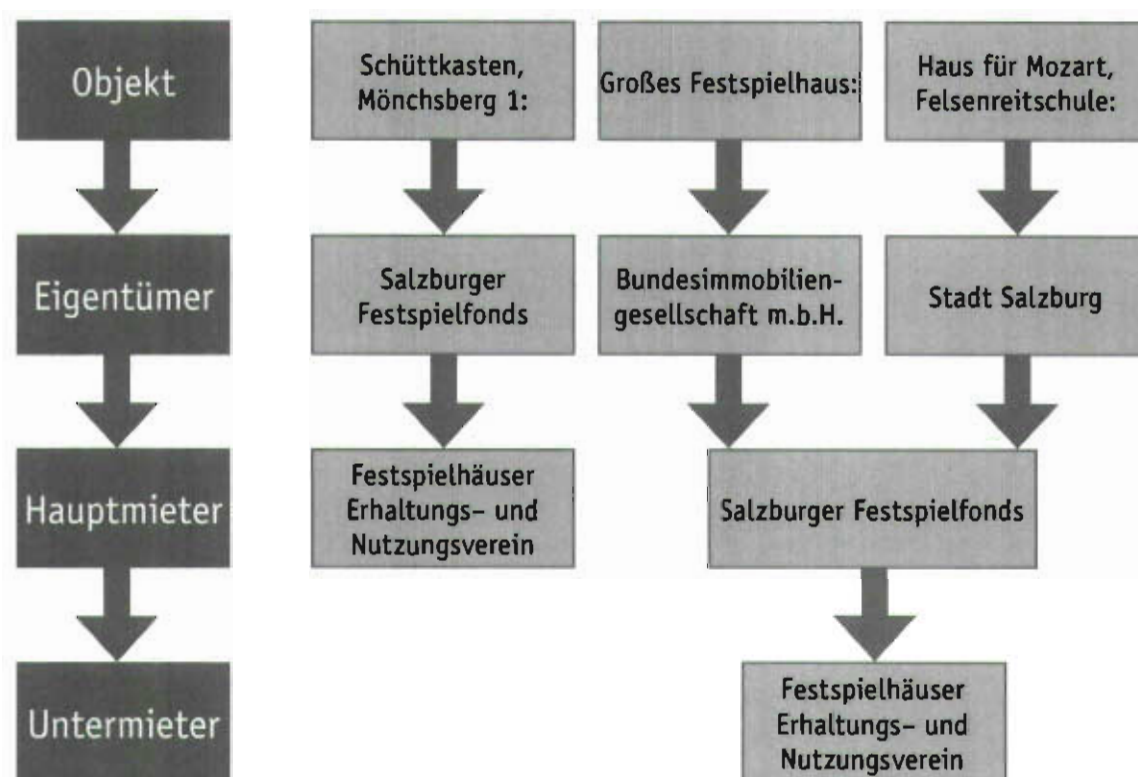 Objekt
Schüttkasten,
Mönchsberg 1:
Großes Festspielhaus:
Haus für Mozart,
Felsenreitschule:
Eigentümer
Salzburger
Festspielfonds
Bundesimmobilien-
gesellschaft m.b.H.
Stadt Salzburg
Hauptmieter
Festspielhäuser
Erhaltungs- und
Nutzungsverein
Salzburger Festspielfonds
Untermieter
Festspielhäuser
Erhaltungs- und
Nutzungsverein